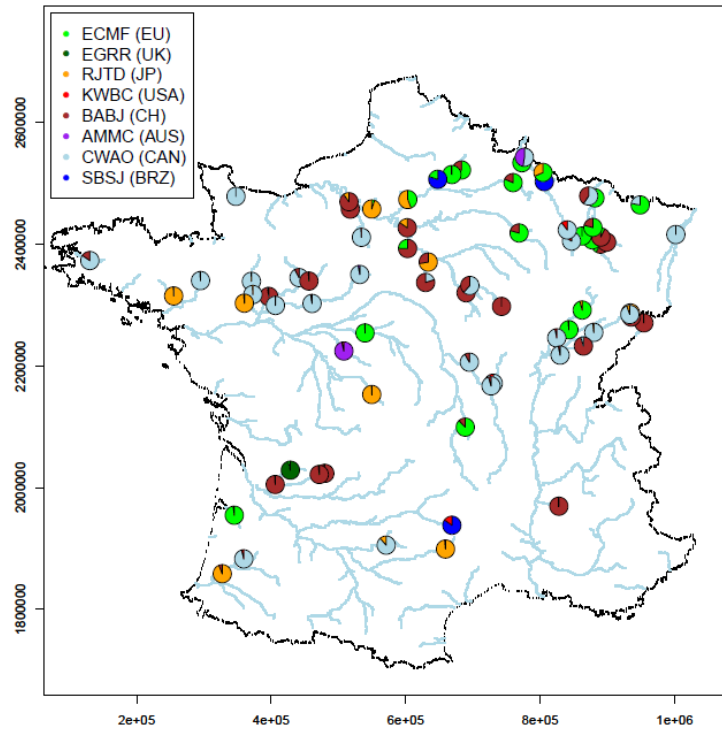 ECMF (EU)
EGRR (UK)
RJTD (JP)
KWBC (USA)
BABJ (CH)
AMMC (AUS)
CWAO (CAN)
SBSJ (BRZ)
2600000
2400000
2200000
2000000
1800000
2e+05 4e+05 6e+05 8e+05 1e+06